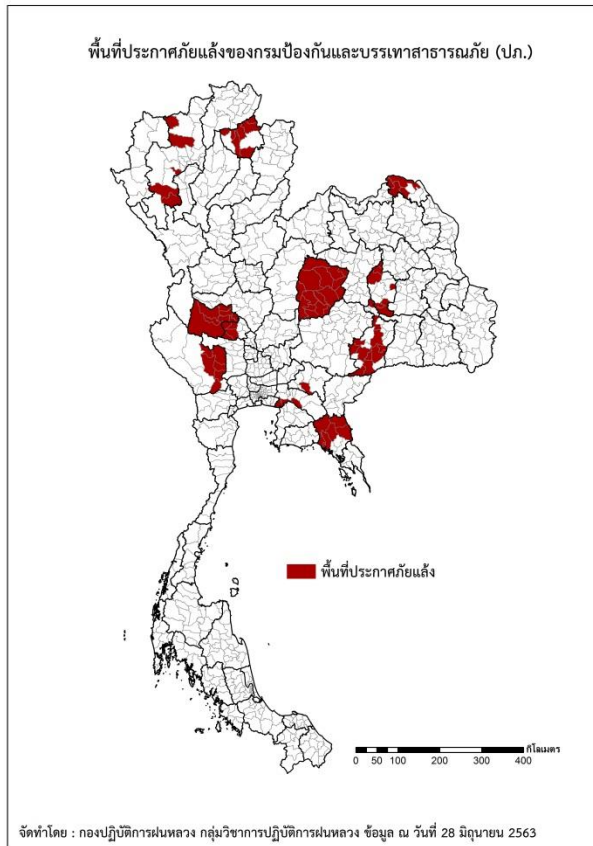 พื้นที่ประกาศภัยแล้งของกรมป้องกันและบรรเทาสาธารณภัย (ปภ.)
พื้นที่ประกาศภัยแล้ง
กิโลเมตร
0 50 100 200 300 400
จัดทำโดย : กองปฏิบัติการฝนหลวง กลุ่มวิชาการปฏิบัติการฝนหลวง ข้อมูล ณ วันที่ 28 มิถุนายน 2563